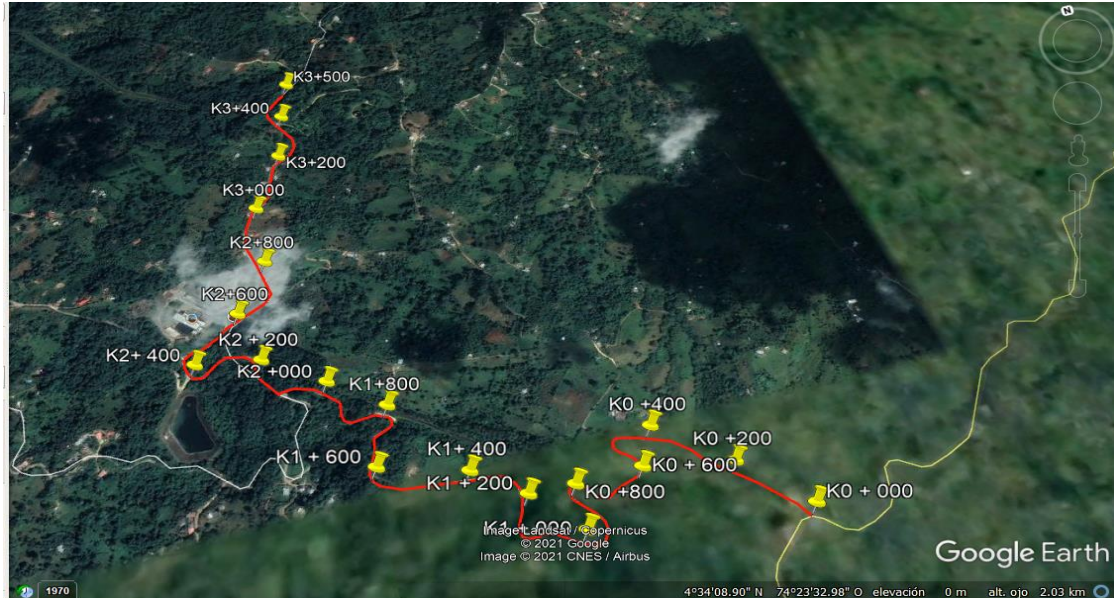 N
K3+500
K3+400
K3+200
K3+000
K2+800
K2+600
K2 + 200
K2+ 400
K2 +000
K1+800
K0 +400
K0 +200
K1+ 400
K1 + 600
K0 + 600
K1 + 200
K0 +800
K0 + 000
K1 + 000
Image Landsat / Copernicus
© 2021 Google
Image © 2021 CNES / Airbus
Google Earth
1970
4°34'08.90" N 74°23'32.98" O elevación 0 m alt. ojo 2.03 km